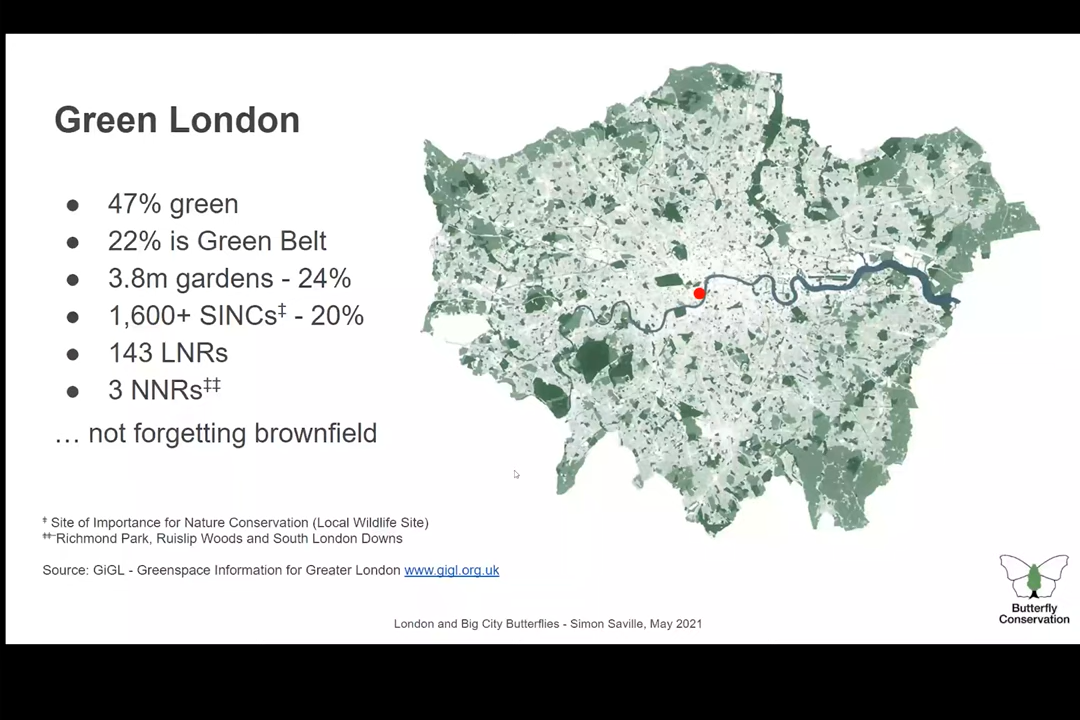 Green London
● 47% green
● 22% is Green Belt
● 3.8m gardens - 24%
● 1,600+ SINCs‡ - 20%
● 143 LNRs
● 3 NNRs‡‡
… not forgetting brownfield
‡ Site of Importance for Nature Conservation (Local Wildlife Site)
‡‡ Richmond Park, Ruislip Woods and South London Downs
Source: GiGL - Greenspace Information for Greater London www.gigl.org.uk
London and Big City Butterflies - Simon Saville, May 2021
Butterfly
Conservation